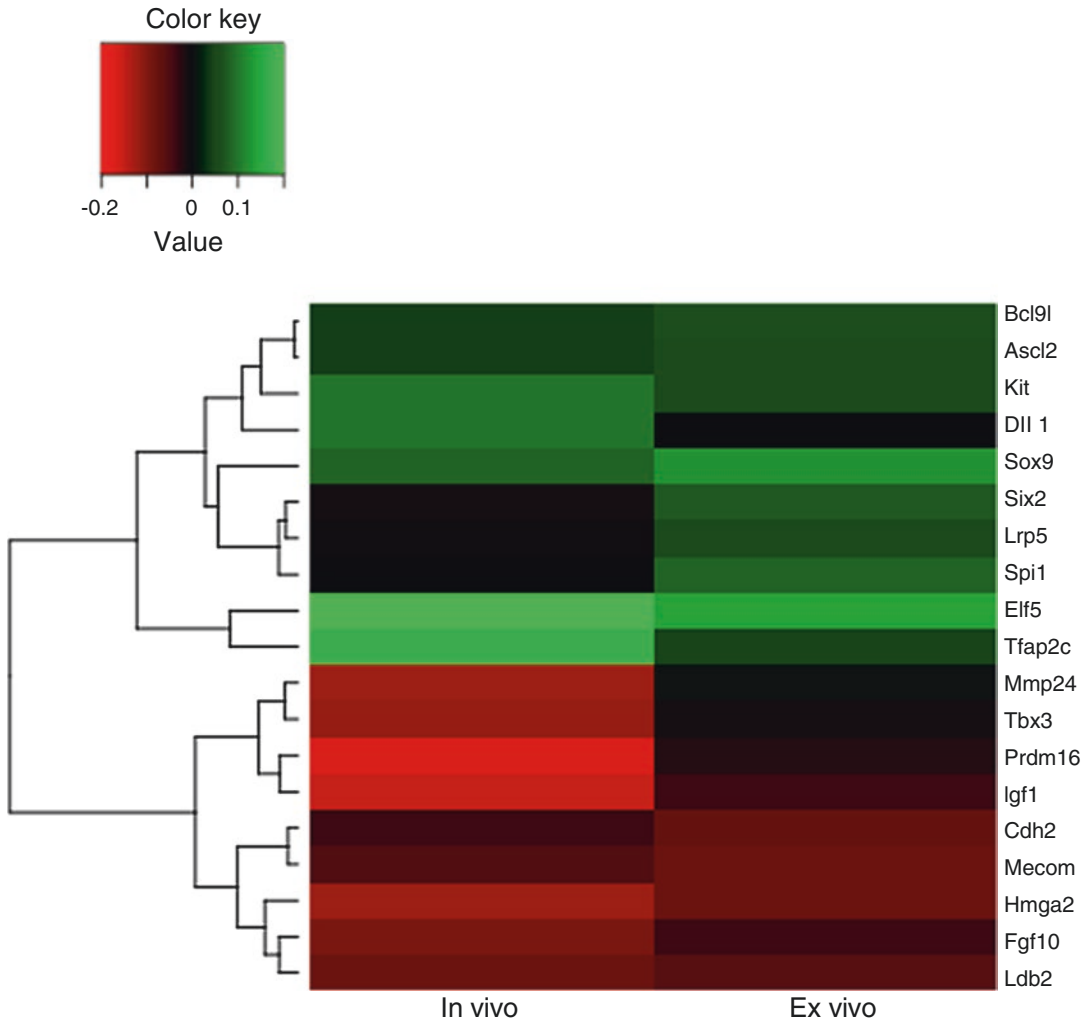 Color key
-0.2 0 0.1
Value
Bcl9l
Ascl2
Kit
Dll 1
Sox9
Six2
Lrp5
Spi1
Elf5
Tfap2c
Mmp24
Tbx3
Prdm16
Igf1
Cdh2
Mecom
Hmga2
Fgf10
Ldb2
In vivo Ex vivo